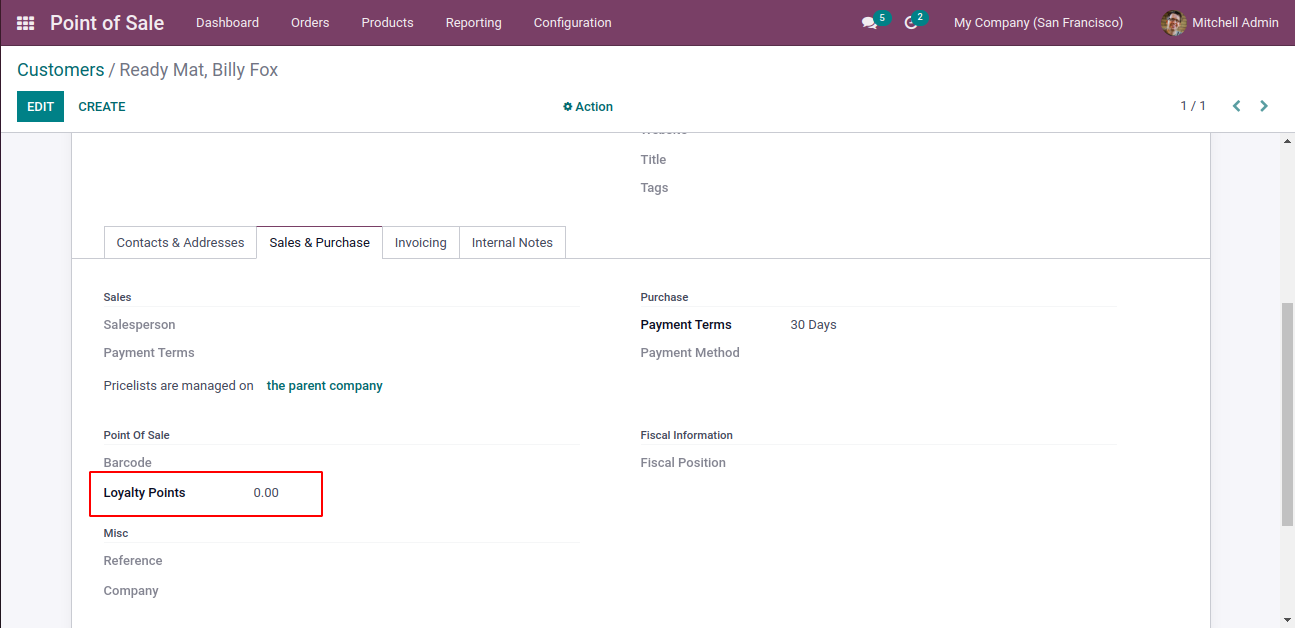 Point of Sale Dashboard Orders Products Reporting Configuration 5 2 My Company (San Francisco) Mitchell Admin
Customers / Ready Mat, Billy Fox
EDIT CREATE Action 1 / 1
Title
Tags
Contacts & Addresses Sales & Purchase Invoicing Internal Notes
Sales Purchase
Salesperson Payment Terms 30 Days
Payment Terms Payment Method
Pricelists are managed on the parent company
Point Of Sale Fiscal Information
Barcode Fiscal Position
Loyalty Points 0.00
Misc
Reference
Company